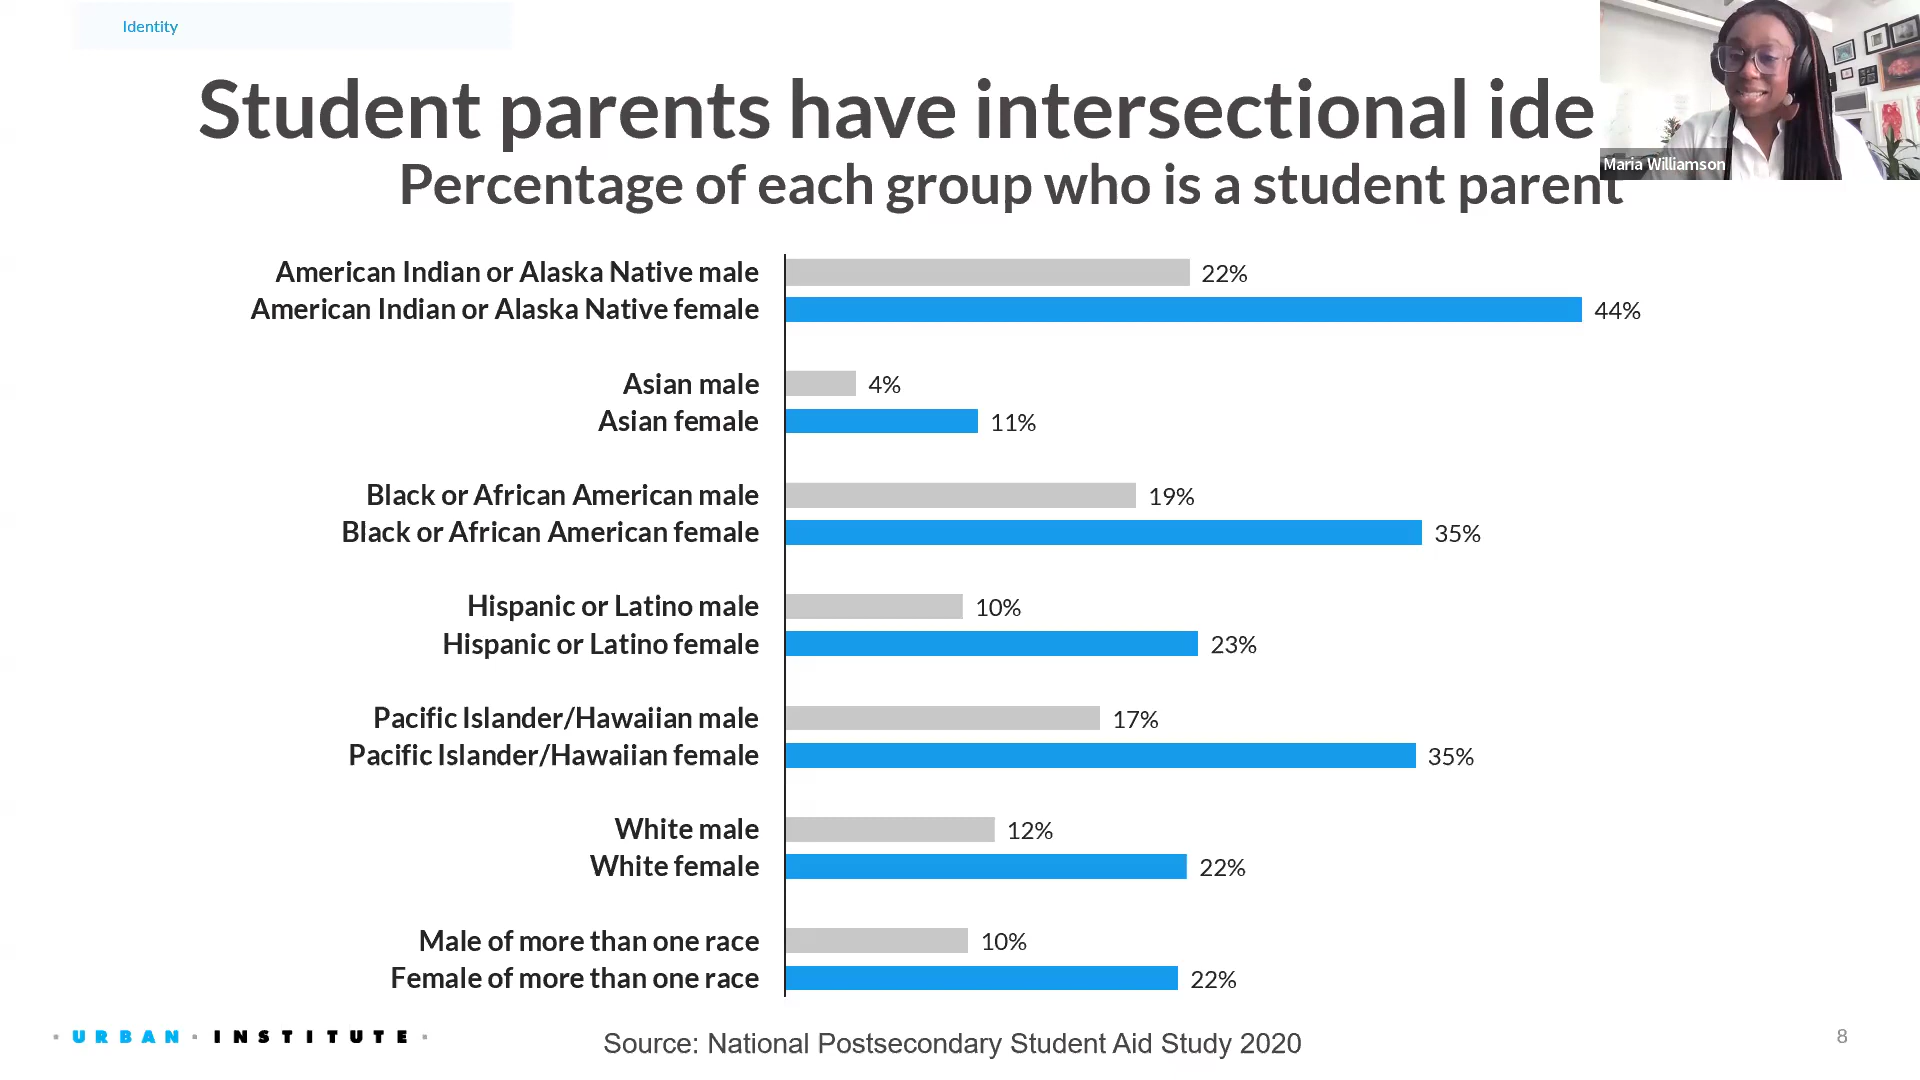 Identity
Student parents have intersectional ide
Percentage of each group who is a student parent
Maria Williamson
American Indian or Alaska Native male 22%
American Indian or Alaska Native female 44%
Asian male 4%
Asian female 11%
Black or African American male 19%
Black or African American female 35%
Hispanic or Latino male 10%
Hispanic or Latino female 23%
Pacific Islander/Hawaiian male 17%
Pacific Islander/Hawaiian female 35%
White male 12%
White female 22%
Male of more than one race 10%
Female of more than one race 22%
· URBAN · INSTITUTE ·
Source: National Postsecondary Student Aid Study 2020
8